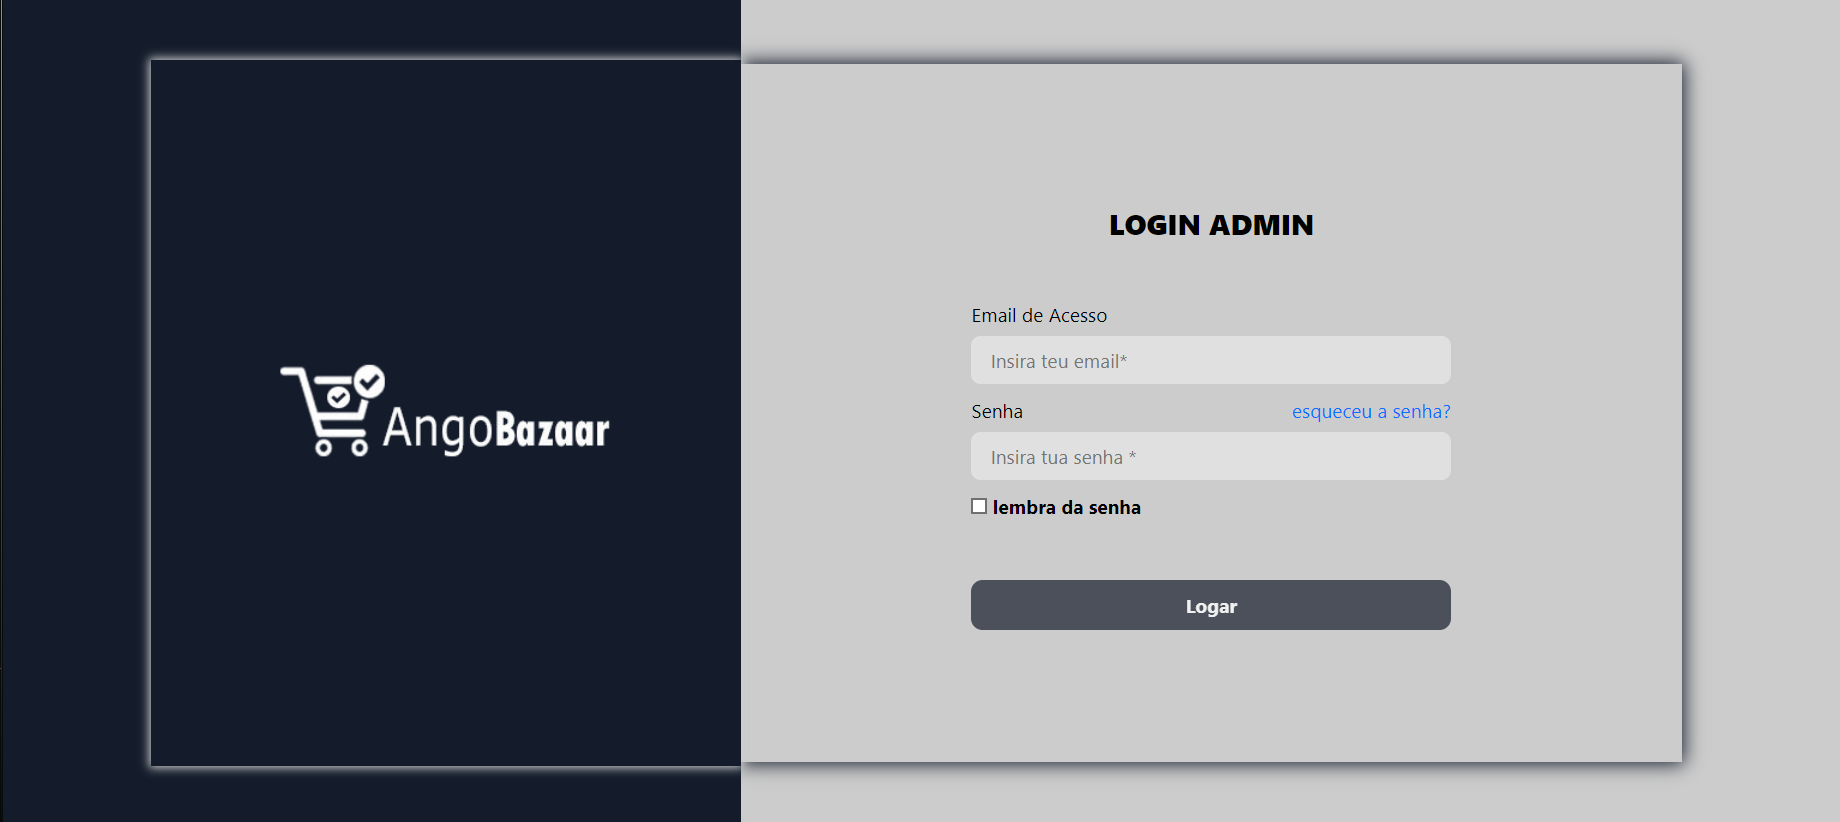 AngoBazaar
LOGIN ADMIN
Email de Acesso
Insira teu email*
Senha esqueceu a senha?
Insira tua senha *
lembra da senha
Logar